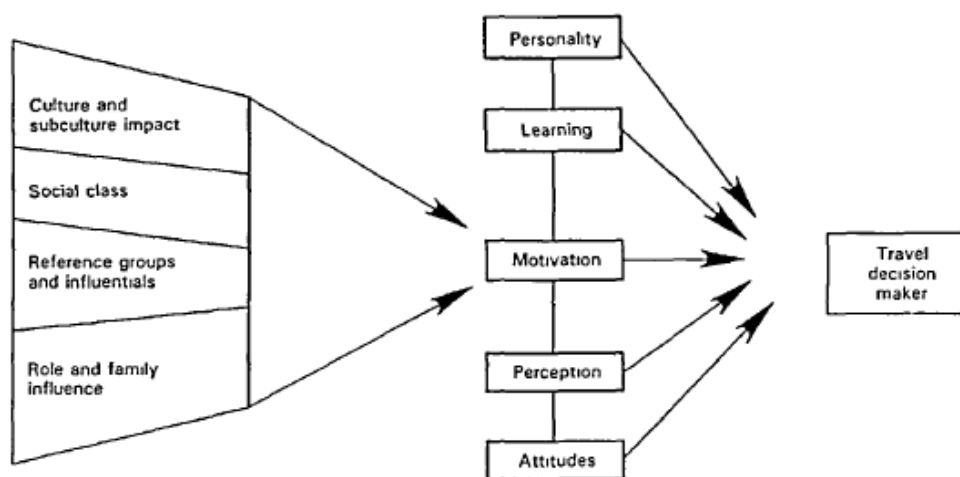 Culture and
subculture impact
Social class
Reference groups
and influentials
Role and family
influence
Personality
Learning
Motivation
Perception
Attitudes
Travel
decision
maker